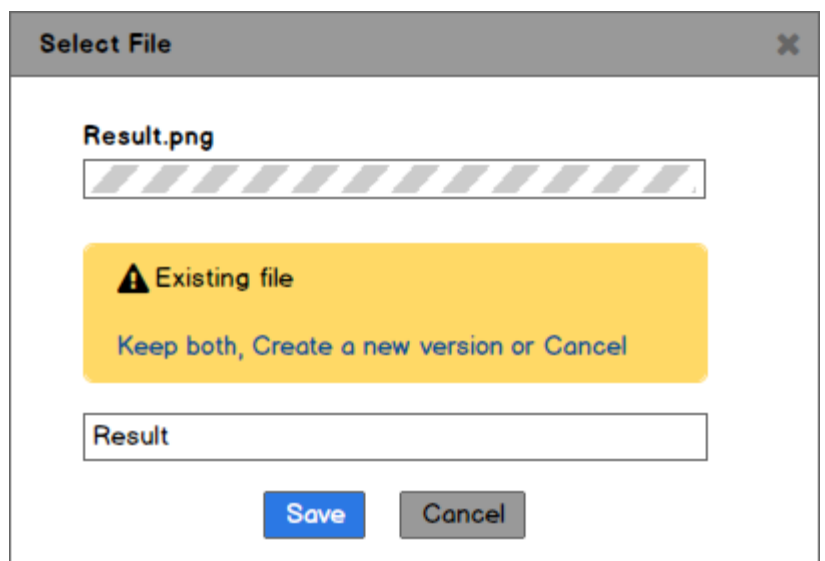 Select File
Result.png
Existing file
Keep both, Create a new version or Cancel
Result
Save Cancel